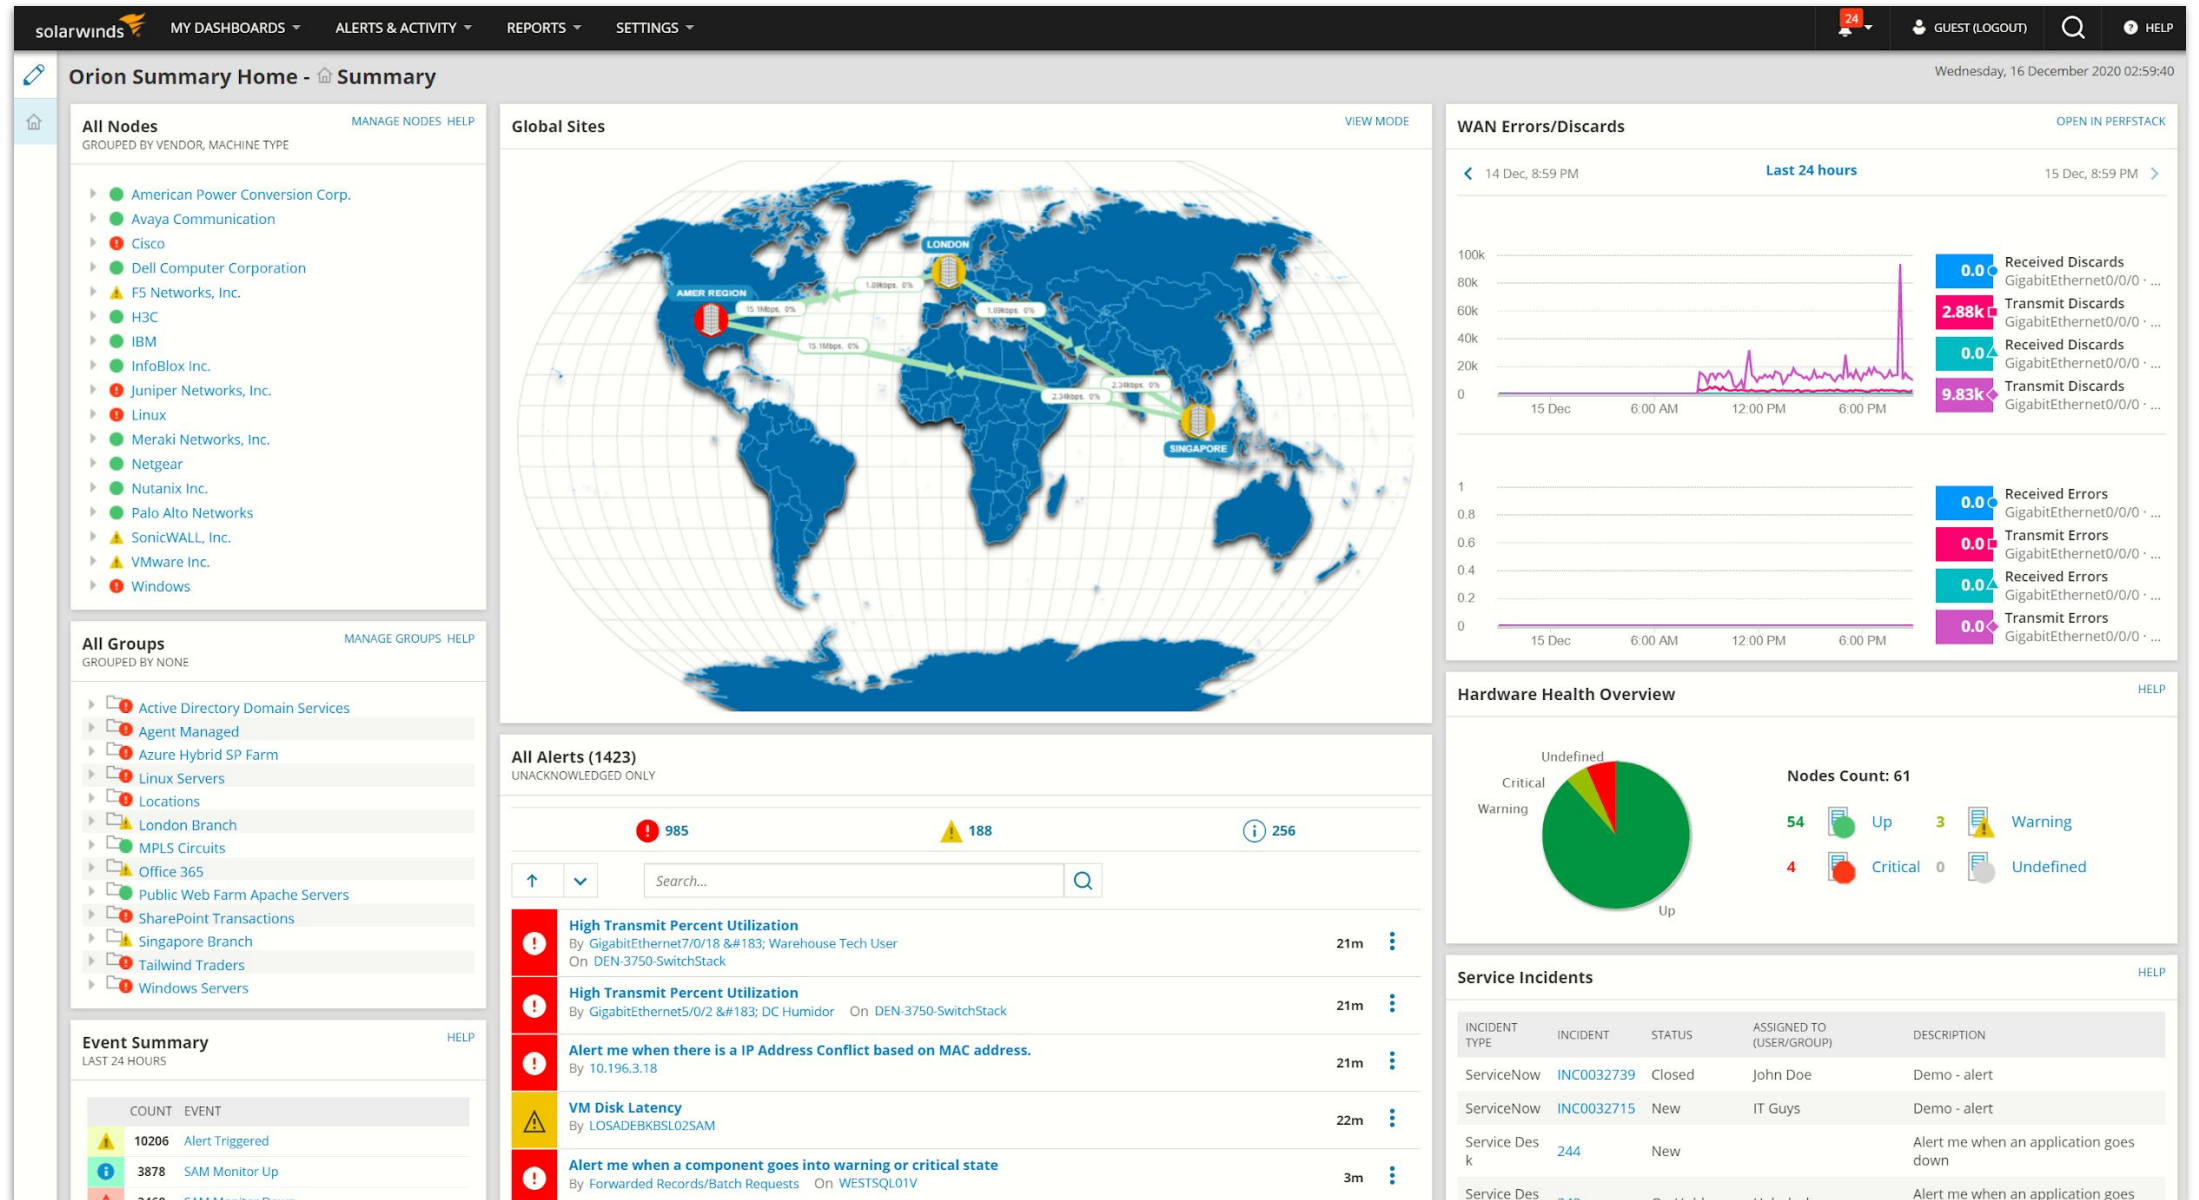 solarwinds
MY DASHBOARDS
ALERTS & ACTIVITY
REPORTS
SETTINGS
24
GUEST (LOGOUT)
HELP
Orion Summary Home - Summary
Wednesday, 16 December 2020 02:59:40
All Nodes
MANAGE NODES HELP
GROUPED BY VENDOR, MACHINE TYPE
American Power Conversion Corp.
Avaya Communication
Cisco
Dell Computer Corporation
F5 Networks, Inc.
H3C
IBM
InfoBlox Inc.
Juniper Networks, Inc.
Linux
Meraki Networks, Inc.
Netgear
Nutanix Inc.
Palo Alto Networks
SonicWALL, Inc.
VMware Inc.
Windows
All Groups
MANAGE GROUPS HELP
GROUPED BY NONE
Active Directory Domain Services
Agent Managed
Azure Hybrid SP Farm
Linux Servers
Locations
London Branch
MPLS Circuits
Office 365
Public Web Farm Apache Servers
SharePoint Transactions
Singapore Branch
Tailwind Traders
Windows Servers
Event Summary
HELP
LAST 24 HOURS
COUNT EVENT
10206 Alert Triggered
3878 SAM Monitor Up
Global Sites
VIEW MODE
LONDON
AMER REGION
1.89kbps, 0%
15.1Mbps, 0%
1.89kbps, 0%
15.1Mbps, 0%
2.34kbps, 0%
2.34kbps, 0%
SINGAPORE
All Alerts (1423)
UNACKNOWLEDGED ONLY
985
188
256
Search...
High Transmit Percent Utilization
By GigabitEthernet7/0/18 &#183; Warehouse Tech User
On DEN-3750-SwitchStack
21m
High Transmit Percent Utilization
By GigabitEthernet5/0/2 &#183; DC Humidor On DEN-3750-SwitchStack
21m
Alert me when there is a IP Address Conflict based on MAC address.
By 10.196.3.18
21m
VM Disk Latency
By LOSADEBKBSL02SAM
22m
Alert me when a component goes into warning or critical state
By Forwarded Records/Batch Requests On WESTSQL01V
3m
WAN Errors/Discards
OPEN IN PERFSTACK
14 Dec, 8:59 PM
Last 24 hours
15 Dec, 8:59 PM
100k
80k
60k
40k
20k
0
15 Dec
6:00 AM
12:00 PM
6:00 PM
0.0
Received Discards
GigabitEthernet0/0/0 · ...
2.88k
Transmit Discards
GigabitEthernet0/0/0 · ...
0.0
Received Discards
GigabitEthernet0/0/0 · ...
9.83k
Transmit Discards
GigabitEthernet0/0/0 · ...
1
0.8
0.6
0.4
0.2
0
15 Dec
6:00 AM
12:00 PM
6:00 PM
0.0
Received Errors
GigabitEthernet0/0/0 · ...
0.0
Transmit Errors
GigabitEthernet0/0/0 · ...
0.0
Received Errors
GigabitEthernet0/0/0 · ...
0.0
Transmit Errors
GigabitEthernet0/0/0 · ...
Hardware Health Overview
HELP
Undefined
Critical
Warning
Up
Nodes Count: 61
54 Up
3 Warning
4 Critical
0 Undefined
Service Incidents
HELP
INCIDENT TYPE
INCIDENT
STATUS
ASSIGNED TO (USER/GROUP)
DESCRIPTION
ServiceNow INC0032739 Closed John Doe Demo - alert
ServiceNow INC0032715 New IT Guys Demo - alert
Service Des
k
244
New
Alert me when an application goes
down
Service Des
Alert me when an application goes